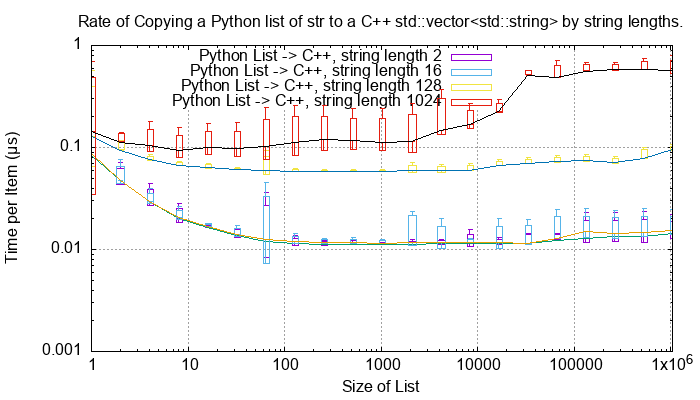 Rate of Copying a Python list of str to a C++ std::vector<std::string> by string lengths.
Python List -> C++, string length 2
Python List -> C++, string length 16
Python List -> C++, string length 128
Python List -> C++, string length 1024
Time per Item (µs)
1
0.1
0.01
0.001
1
10
100
1000
10000
100000
1x10⁶
Size of List